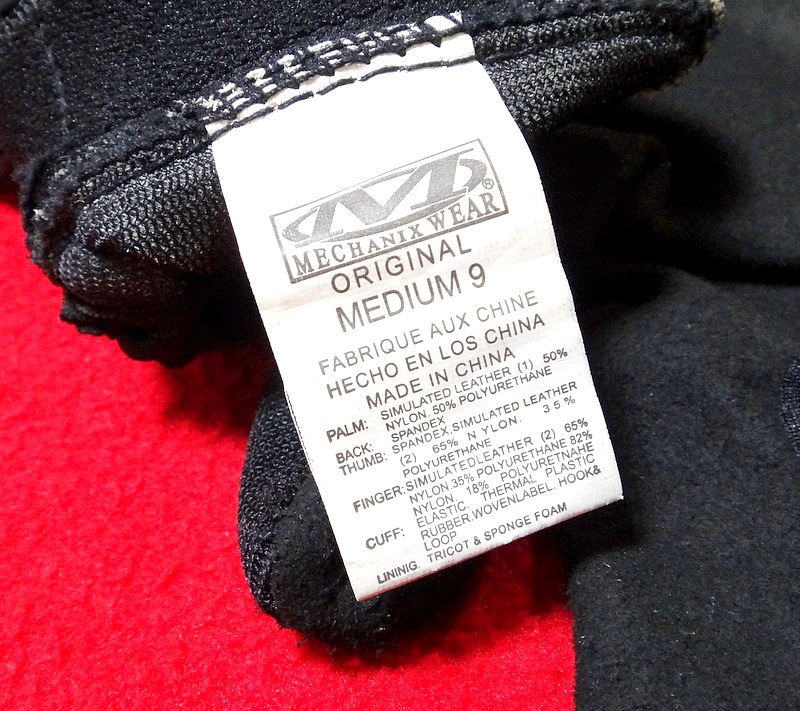 M®
MECHANIX WEAR
ORIGINAL
MEDIUM 9
FABRIQUE AUX CHINE
HECHO EN LOS CHINA
MADE IN CHINA
PALM: SIMULATED LEATHER (1) 50%
NYLON. 50% POLYURETHANE
BACK: SPANDEX
THUMB: SPANDEX.SIMULATED LEATHER
(2) 65% NYLON. 35%
POLYURETHANE
FINGER:SIMULATEDLEATHER (2) 65%
NYLON.35% POLYURETHANE 82%
NYLON. 18% POLYURETNAHE
CUFF: ELASTIC. THERMAL PLASTIC
RUBBER.WOVENLABEL. HOOK&
LOOP
LININIG. TRICOT & SPONGE FOAM